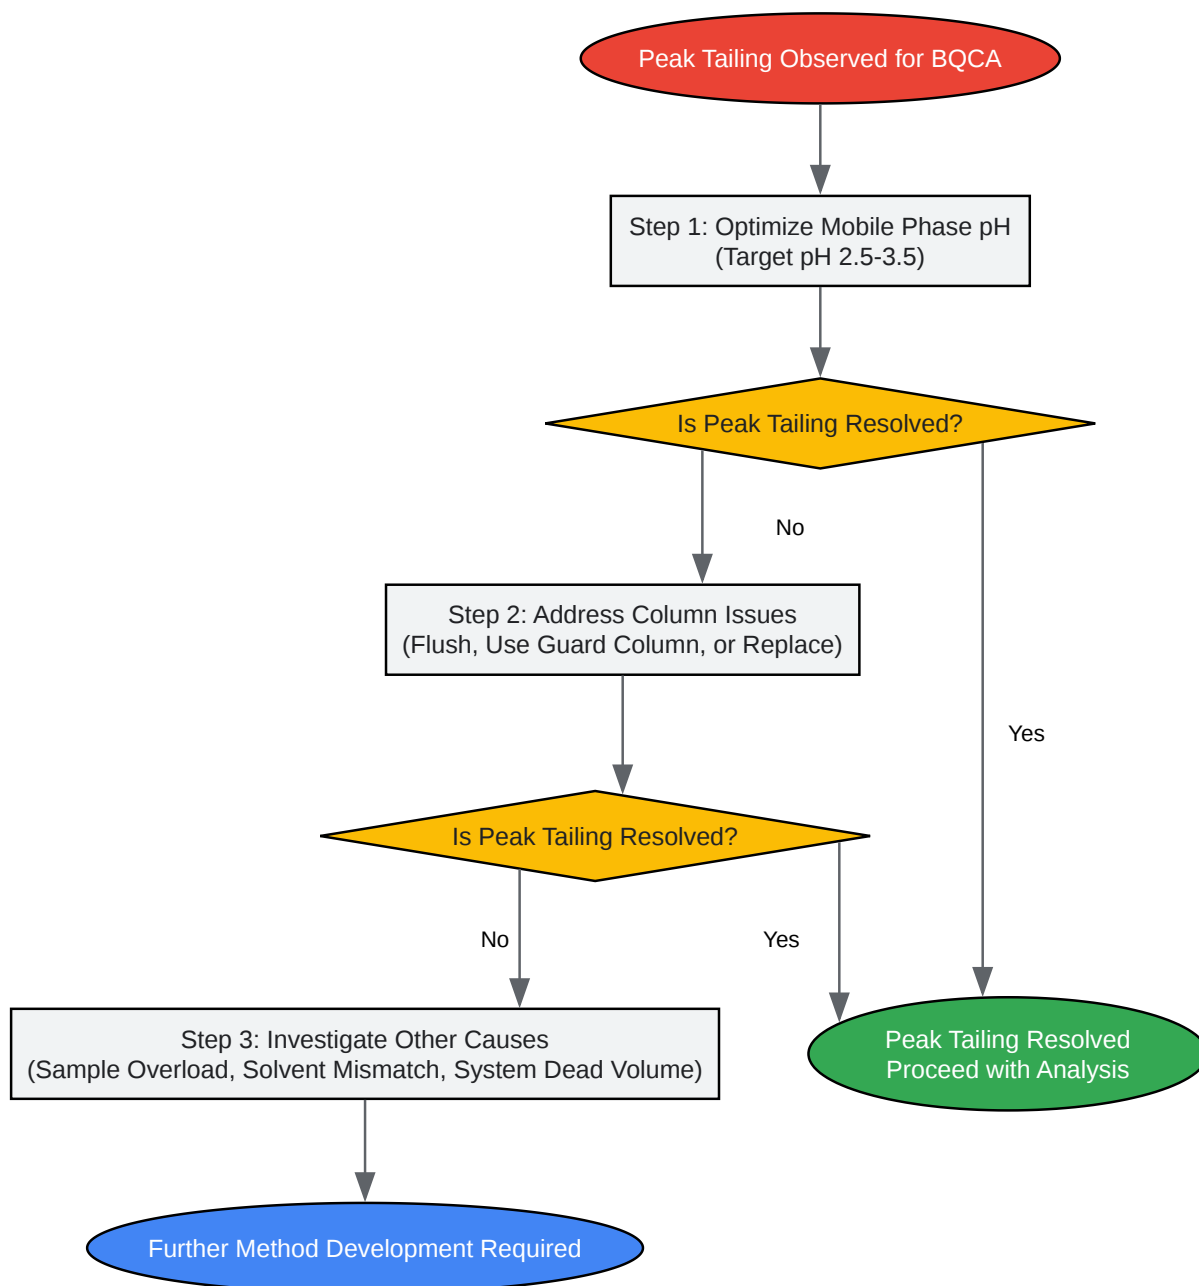 Peak Tailing Observed for BQCA
Step 1: Optimize Mobile Phase pH
(Target pH 2.5-3.5)
Is Peak Tailing Resolved?
No
Step 2: Address Column Issues
(Flush, Use Guard Column, or Replace)
Yes
Is Peak Tailing Resolved?
No
Yes
Step 3: Investigate Other Causes
(Sample Overload, Solvent Mismatch, System Dead Volume)
Peak Tailing Resolved
Proceed with Analysis
Further Method Development Required